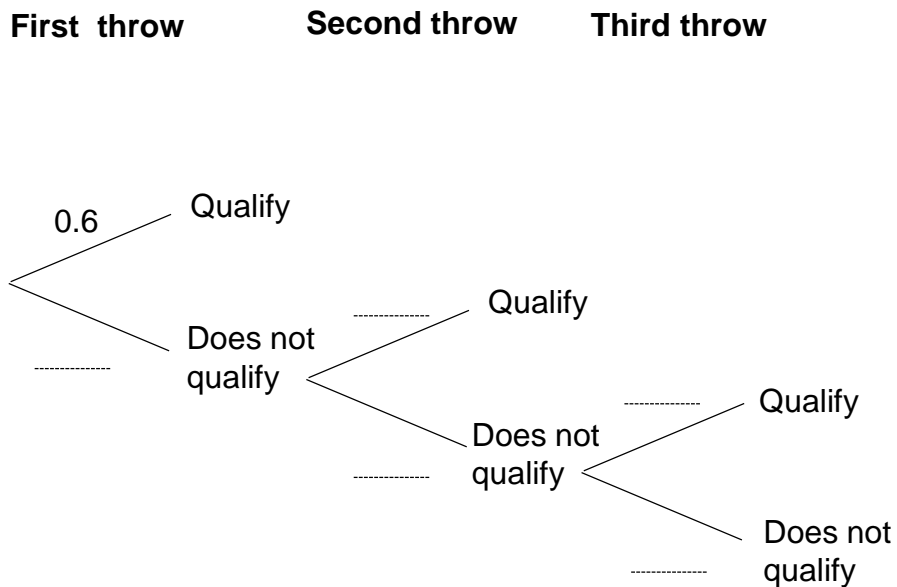 First throw
Second throw
Third throw
0.6
Qualify
Does not
qualify
Qualify
Does not
qualify
Qualify
Does not
qualify